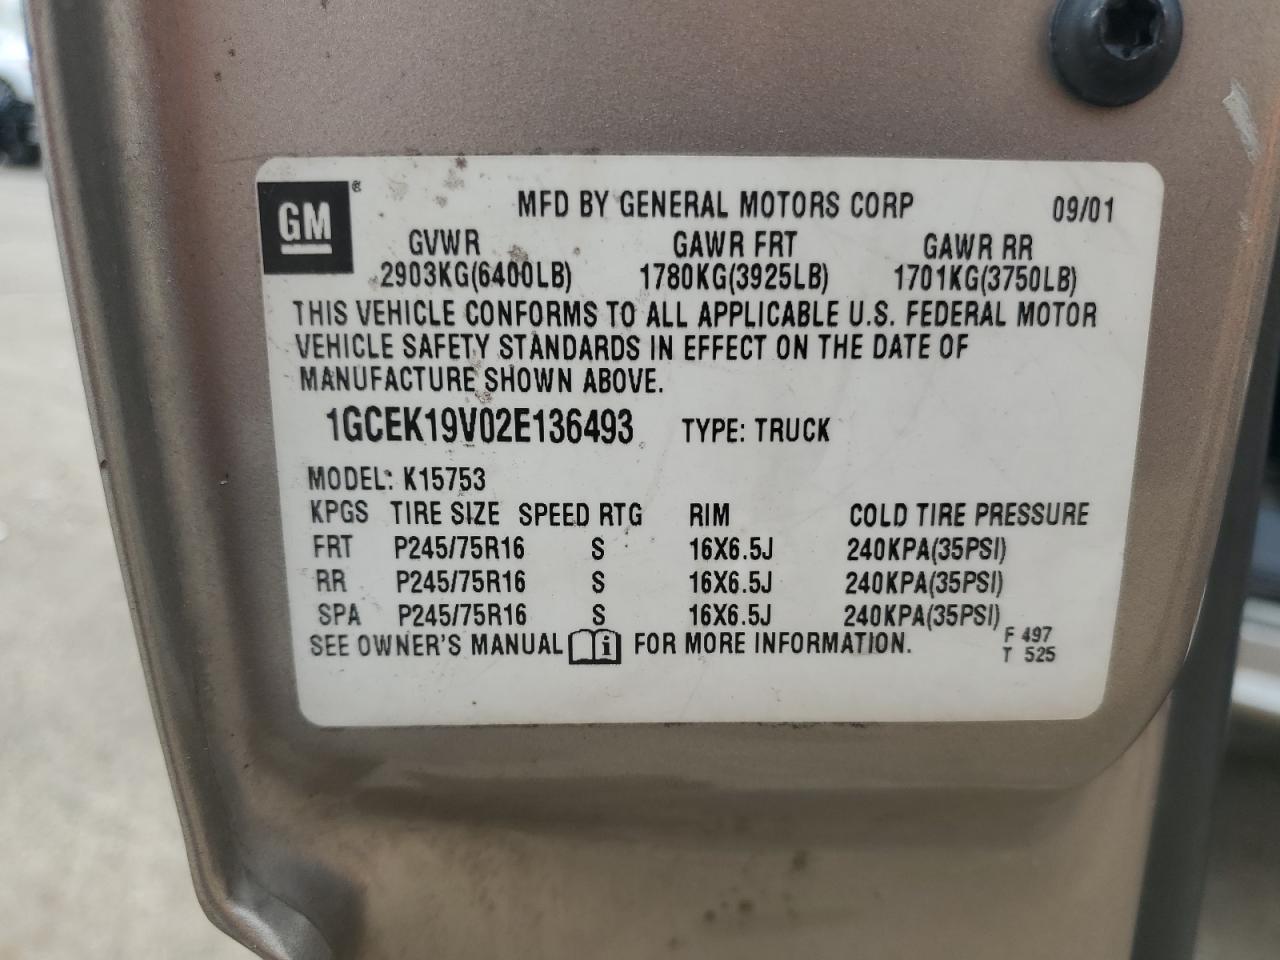 GM® MFD BY GENERAL MOTORS CORP 09/01
GVWR GAWR FRT GAWR RR
2903KG(6400LB) 1780KG(3925LB) 1701KG(3750LB)
THIS VEHICLE CONFORMS TO ALL APPLICABLE U.S. FEDERAL MOTOR
VEHICLE SAFETY STANDARDS IN EFFECT ON THE DATE OF
MANUFACTURE SHOWN ABOVE.
1GCEK19V02E136493 TYPE: TRUCK
MODEL: K15753
KPGS TIRE SIZE SPEED RTG RIM COLD TIRE PRESSURE
FRT P245/75R16 S 16X6.5J 240KPA(35PSI)
RR P245/75R16 S 16X6.5J 240KPA(35PSI)
SPA P245/75R16 S 16X6.5J 240KPA(35PSI)
SEE OWNER'S MANUAL i FOR MORE INFORMATION. F 497
T 525